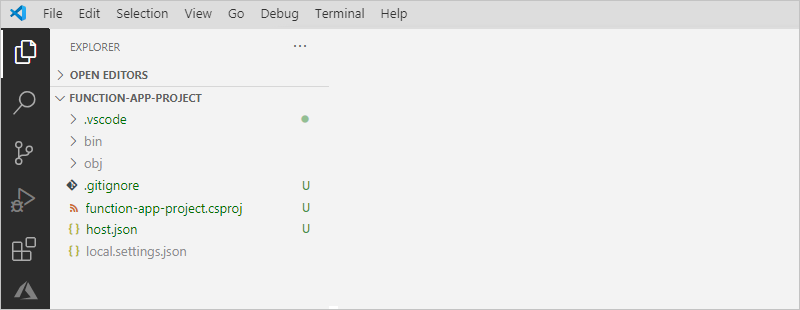 File Edit Selection View Go Debug Terminal Help
EXPLORER ...
OPEN EDITORS
FUNCTION-APP-PROJECT
.vscode
bin
obj
.gitignore U
function-app-project.csproj U
{} host.json U
{} local.settings.json